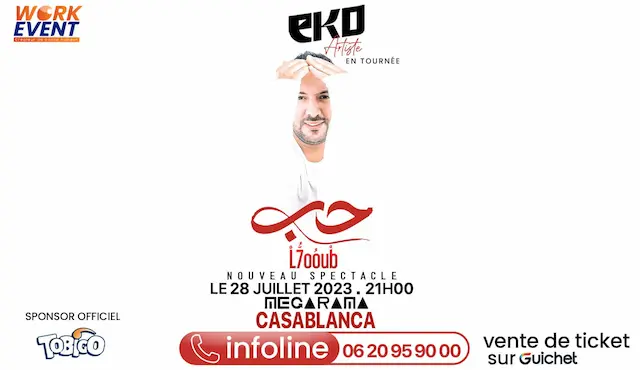 WORK
EVENT
eko
Artiste
EN TOURNÉE
حب
L7ooub
NOUVEAU SPECTACLE
LE 28 JUILLET 2023 . 21H00
MEGARAMA
CASABLANCA
SPONSOR OFFICIEL
TOBIGO
infoline 06 20 95 90 00
vente de ticket
sur Guichet